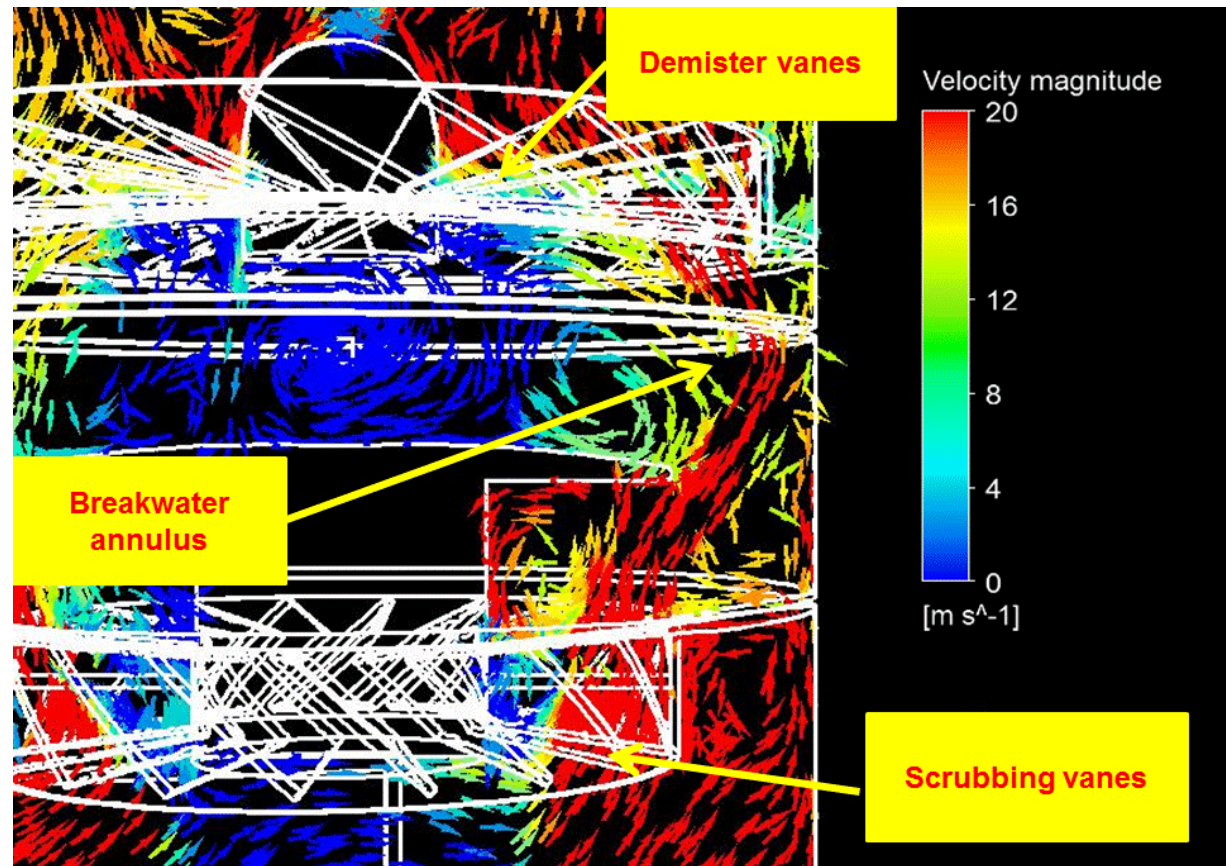 Demister vanes
Velocity magnitude
20
16
12
8
4
0
[m s^-1]
Breakwater
annulus
Scrubbing vanes